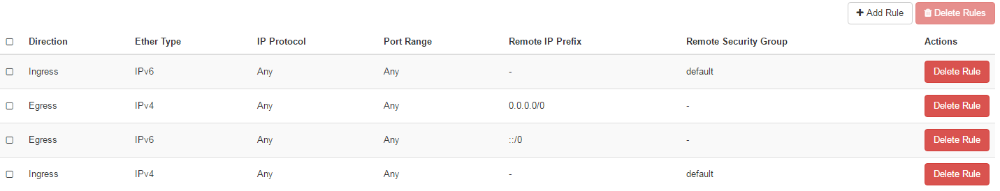 Add Rule Delete Rules
Direction Ether Type IP Protocol Port Range Remote IP Prefix Remote Security Group Actions
Ingress IPv6 Any Any - default Delete Rule
Egress IPv4 Any Any 0.0.0.0/0 - Delete Rule
Egress IPv6 Any Any ::/0 - Delete Rule
Ingress IPv4 Any Any - default Delete Rule